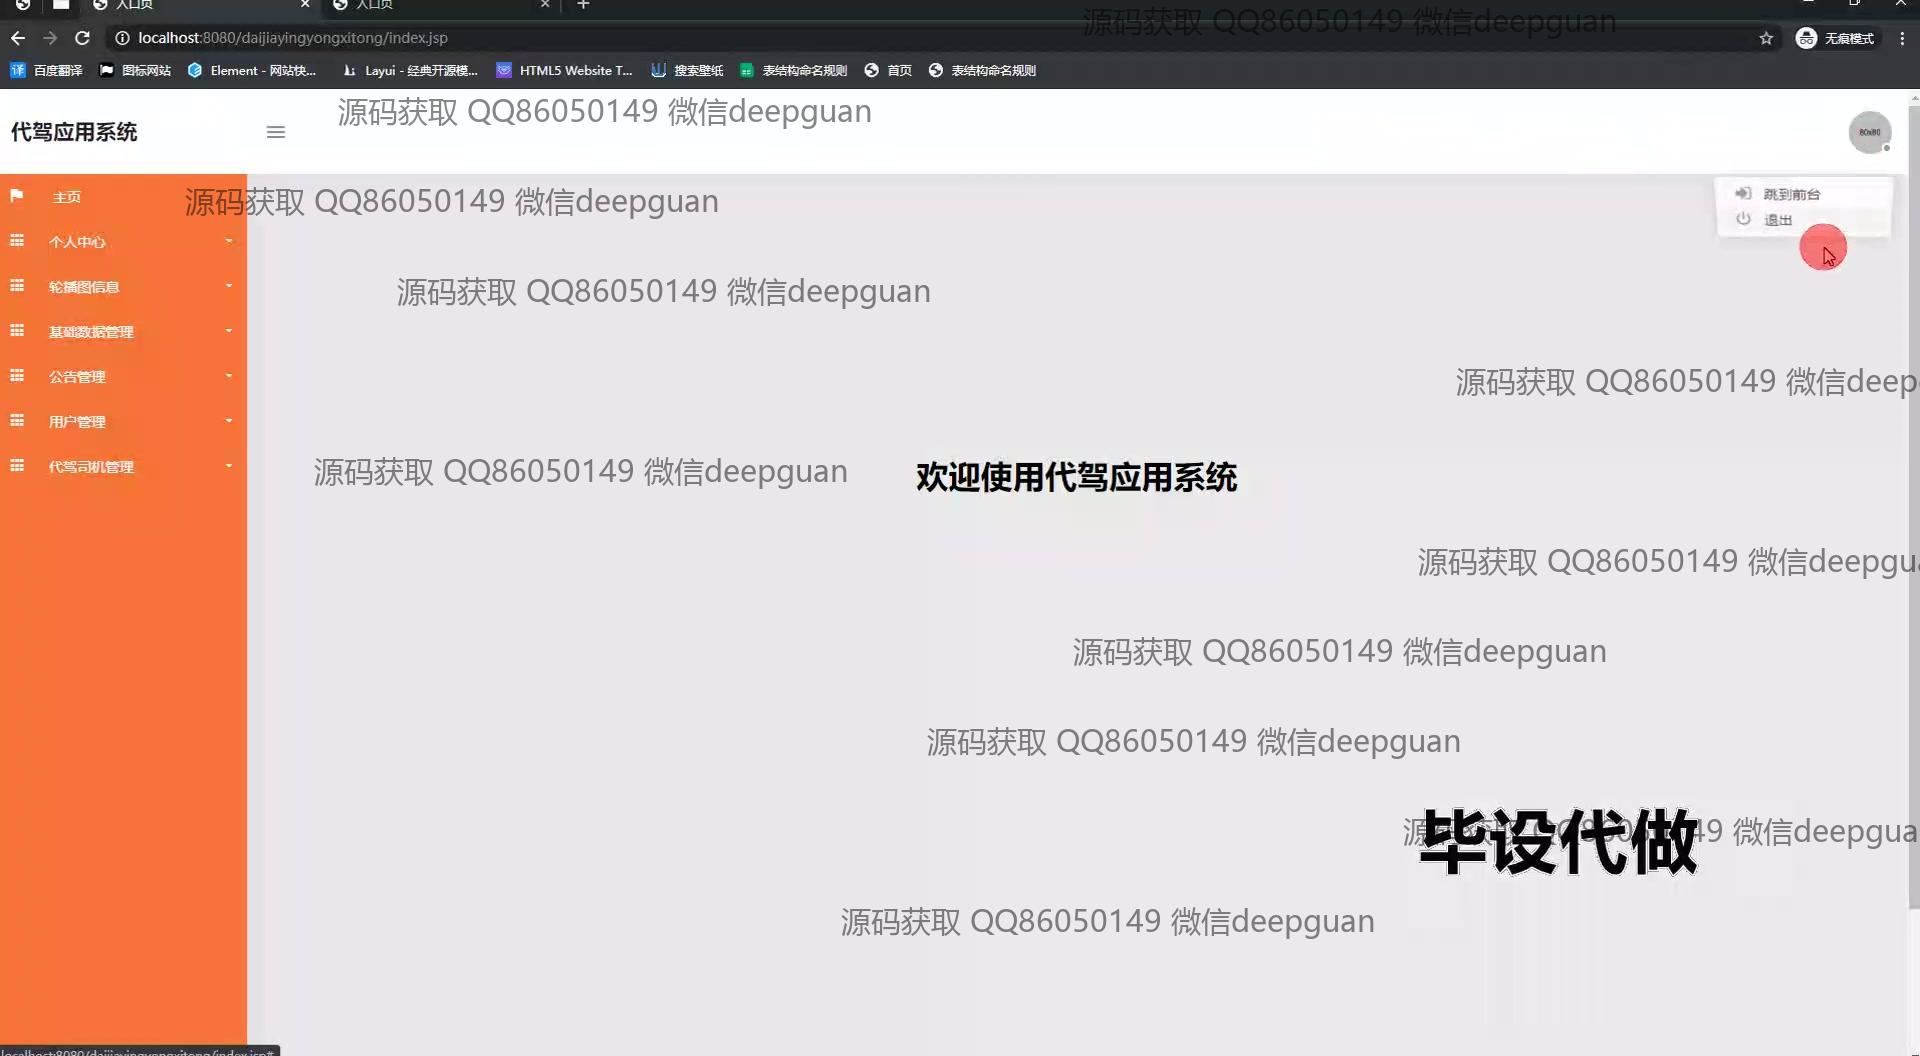 入口页
入口页
源码获取 QQ86050149 微信deepguan
localhost:8080/daijiayingyongxitong/index.jsp
无痕模式
百度翻译
图标网站
Element - 网站快...
Layui - 经典开源模...
HTML5 Website T...
搜索壁纸
表结构命名规则
首页
表结构命名规则
源码获取 QQ86050149 微信deepguan
代驾应用系统
80x80
主页
源码获取 QQ86050149 微信deepguan
跳到前台
退出
个人中心
轮播图信息
源码获取 QQ86050149 微信deepguan
基础数据管理
公告管理
源码获取 QQ86050149 微信deep
用户管理
代驾司机管理
源码获取 QQ86050149 微信deepguan
欢迎使用代驾应用系统
源码获取 QQ86050149 微信deepgu
源码获取 QQ86050149 微信deepguan
源码获取 QQ86050149 微信deepguan
源码获取 QQ86050149 微信deepgua
毕设代做
源码获取 QQ86050149 微信deepguan
localhost:8080/daijiayingyongxitong/index.jsp#